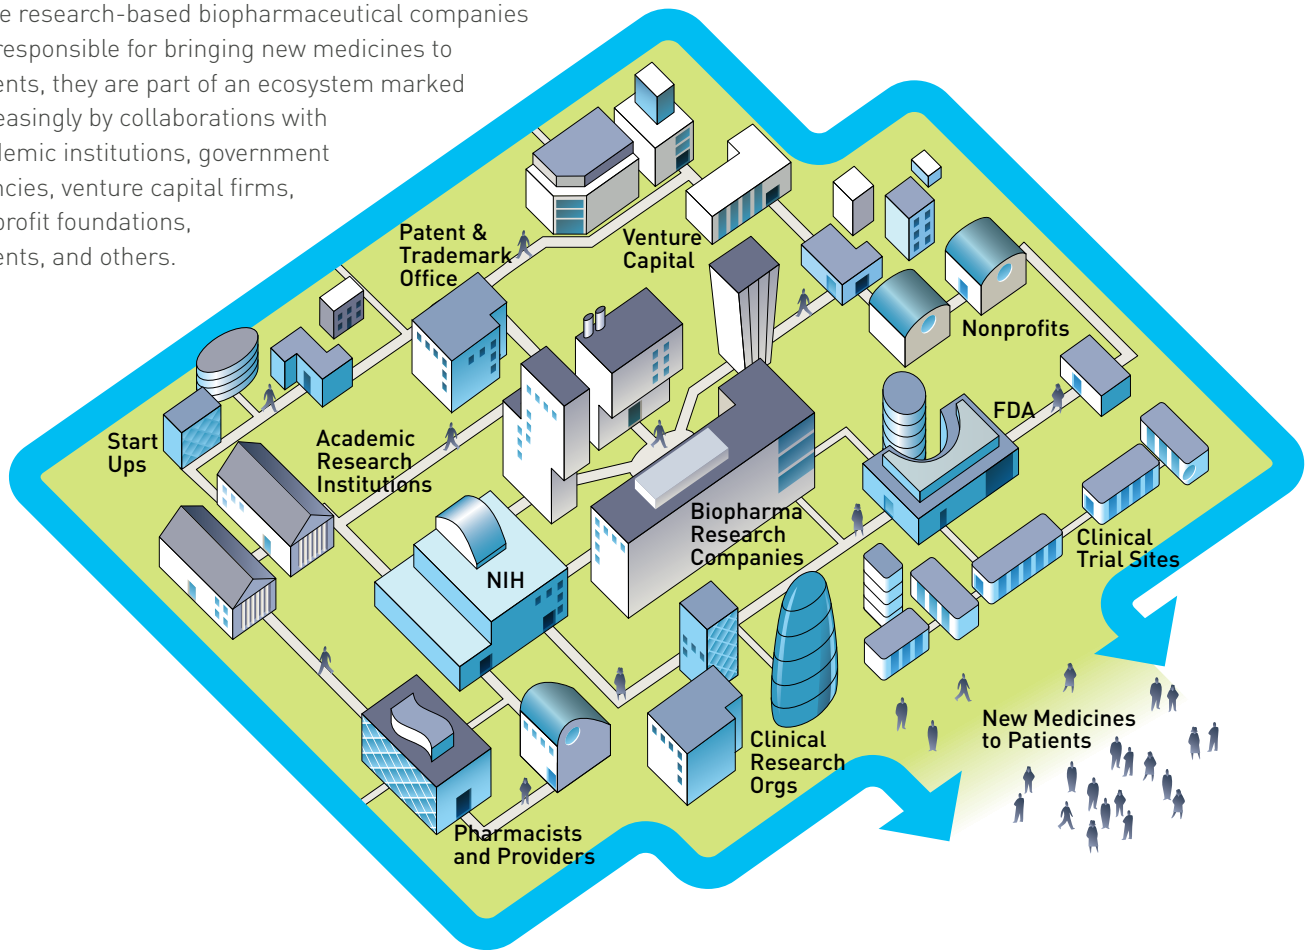 e research-based biopharmaceutical companies
responsible for bringing new medicines to
ents, they are part of an ecosystem marked
easingly by collaborations with
demic institutions, government
ncies, venture capital firms,
profit foundations,
ents, and others.
Patent &
Trademark
Office
Venture
Capital
Nonprofits
Start
Ups
Academic
Research
Institutions
FDA
Biopharma
Research
Companies
NIH
Clinical
Trial Sites
New Medicines
to Patients
Clinical
Research
Orgs
Pharmacists
and Providers